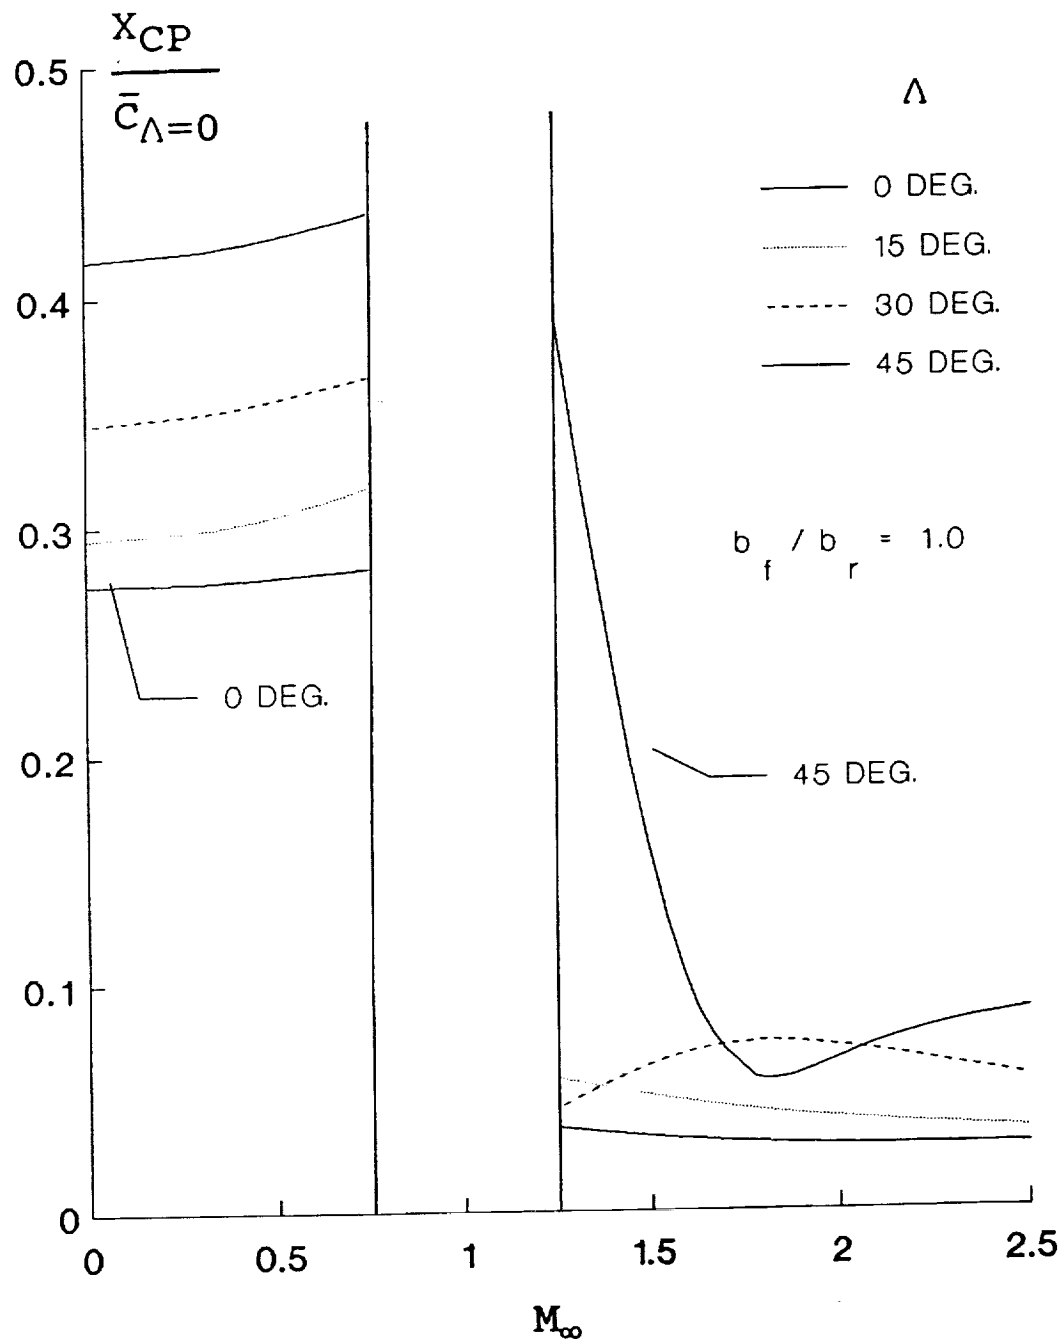 X_CP
C̄_Λ=0
0.5
0.4
0.3
0.2
0.1
0
Λ
0 DEG.
15 DEG.
30 DEG.
45 DEG.
b_f / b_r = 1.0
0 DEG.
45 DEG.
0 0.5 1 1.5 2 2.5
M_∞